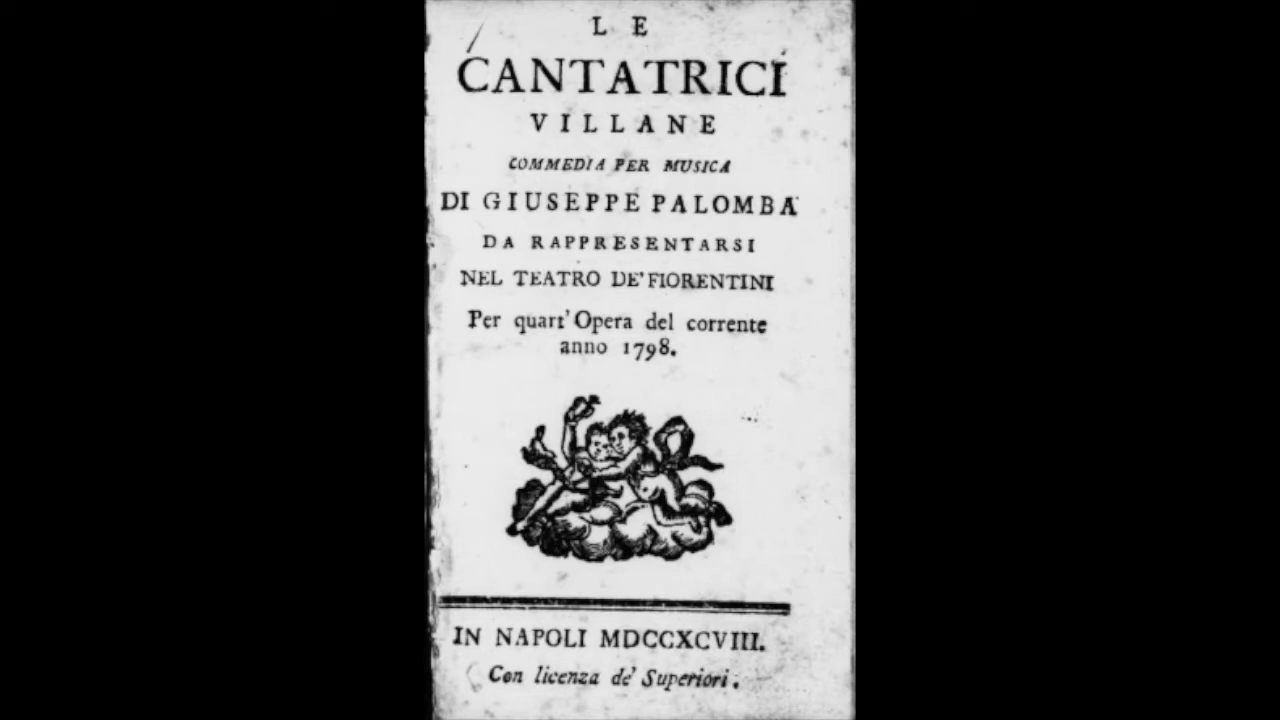 LE
CANTATRICI
VILLANE
COMMEDIA PER MUSICA
DI GIUSEPPE PALOMBA
DA RAPPRESENTARSI
NEL TEATRO DE' FIORENTINI
Per quart' Opera del corrente
anno 1798.
IN NAPOLI MDCCXCVIII.
Con licenza de' Superiori.